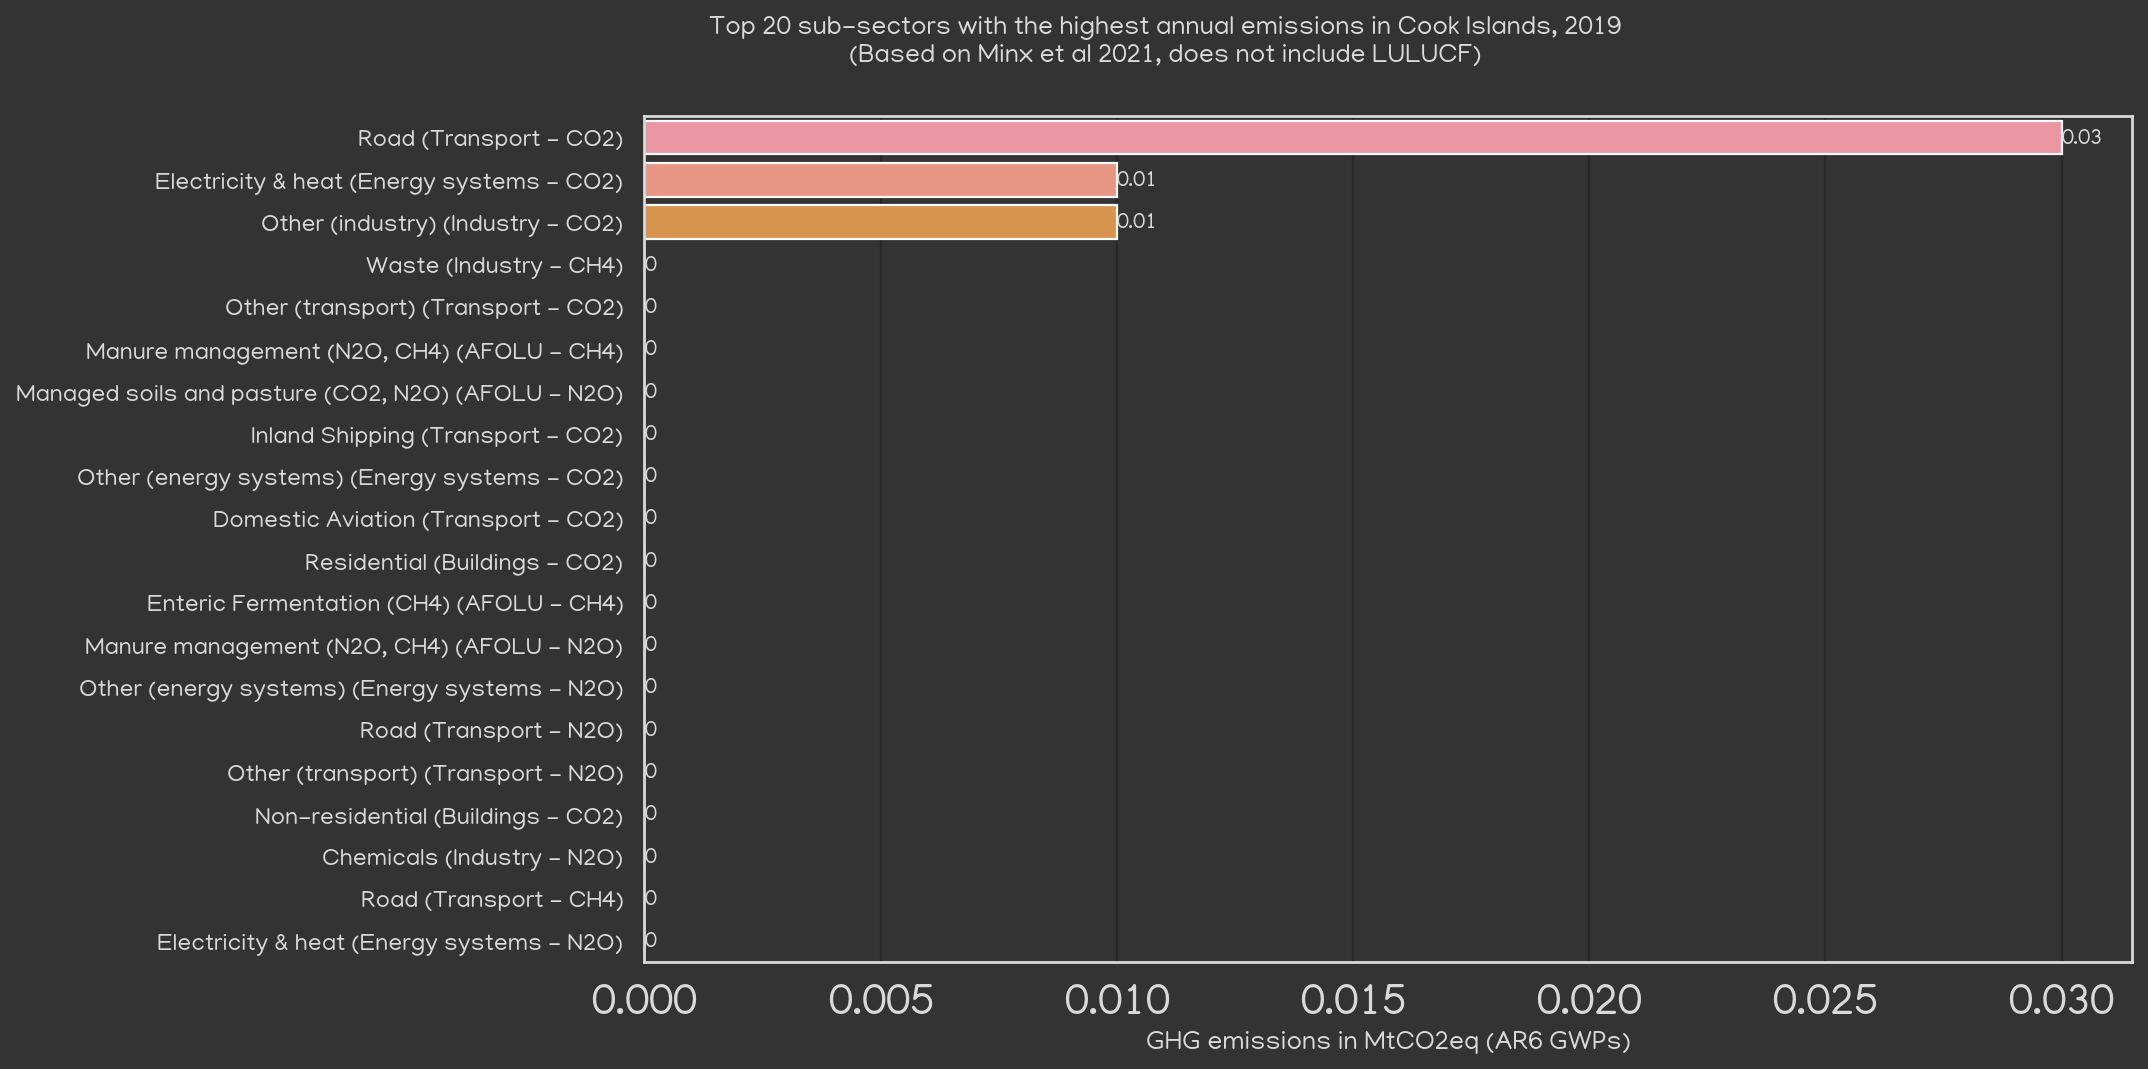 Top 20 sub-sectors with the highest annual emissions in Cook Islands, 2019
(Based on Minx et al 2021, does not include LULUCF)
Road (Transport - CO2) 0.03
Electricity & heat (Energy systems - CO2) 0.01
Other (industry) (Industry - CO2) 0.01
Waste (Industry - CH4) 0
Other (transport) (Transport - CO2) 0
Manure management (N2O, CH4) (AFOLU - CH4) 0
Managed soils and pasture (CO2, N2O) (AFOLU - N2O) 0
Inland Shipping (Transport - CO2) 0
Other (energy systems) (Energy systems - CO2) 0
Domestic Aviation (Transport - CO2) 0
Residential (Buildings - CO2) 0
Enteric Fermentation (CH4) (AFOLU - CH4) 0
Manure management (N2O, CH4) (AFOLU - N2O) 0
Other (energy systems) (Energy systems - N2O) 0
Road (Transport - N2O) 0
Other (transport) (Transport - N2O) 0
Non-residential (Buildings - CO2) 0
Chemicals (Industry - N2O) 0
Road (Transport - CH4) 0
Electricity & heat (Energy systems - N2O) 0
0.000 0.005 0.010 0.015 0.020 0.025 0.030
GHG emissions in MtCO2eq (AR6 GWPs)